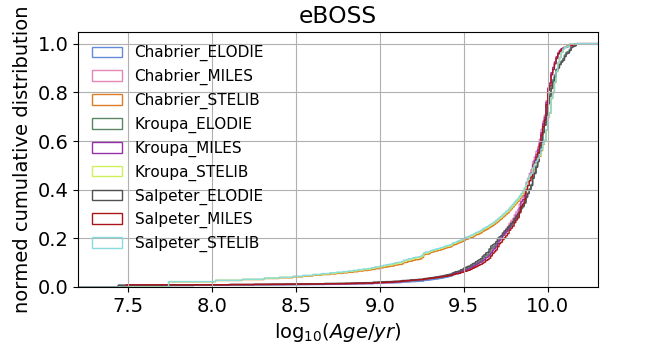 eBOSS
normed cumulative distribution
1.0
0.8
0.6
0.4
0.2
0.0
Chabrier_ELODIE
Chabrier_MILES
Chabrier_STELIB
Kroupa_ELODIE
Kroupa_MILES
Kroupa_STELIB
Salpeter_ELODIE
Salpeter_MILES
Salpeter_STELIB
7.5 8.0 8.5 9.0 9.5 10.0
log₁₀(Age/yr)